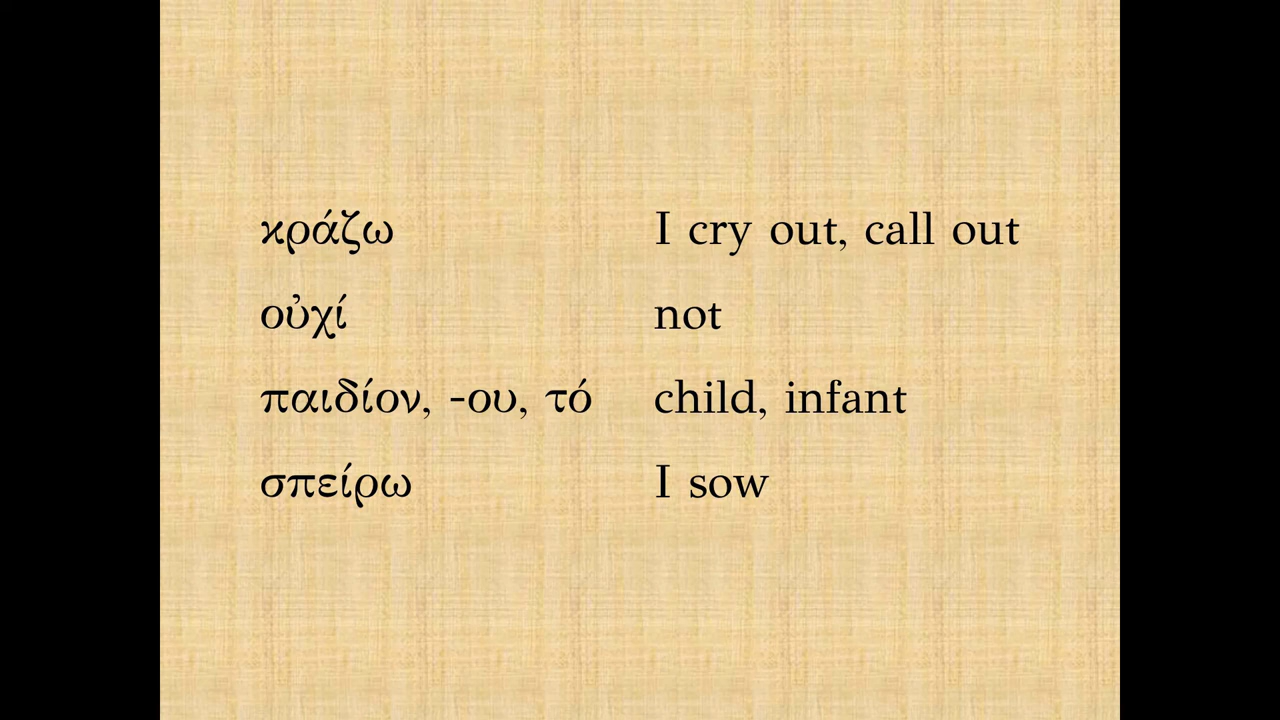 κράζω I cry out, call out
οὐχί not
παιδίον, -ου, τό child, infant
σπείρω I sow